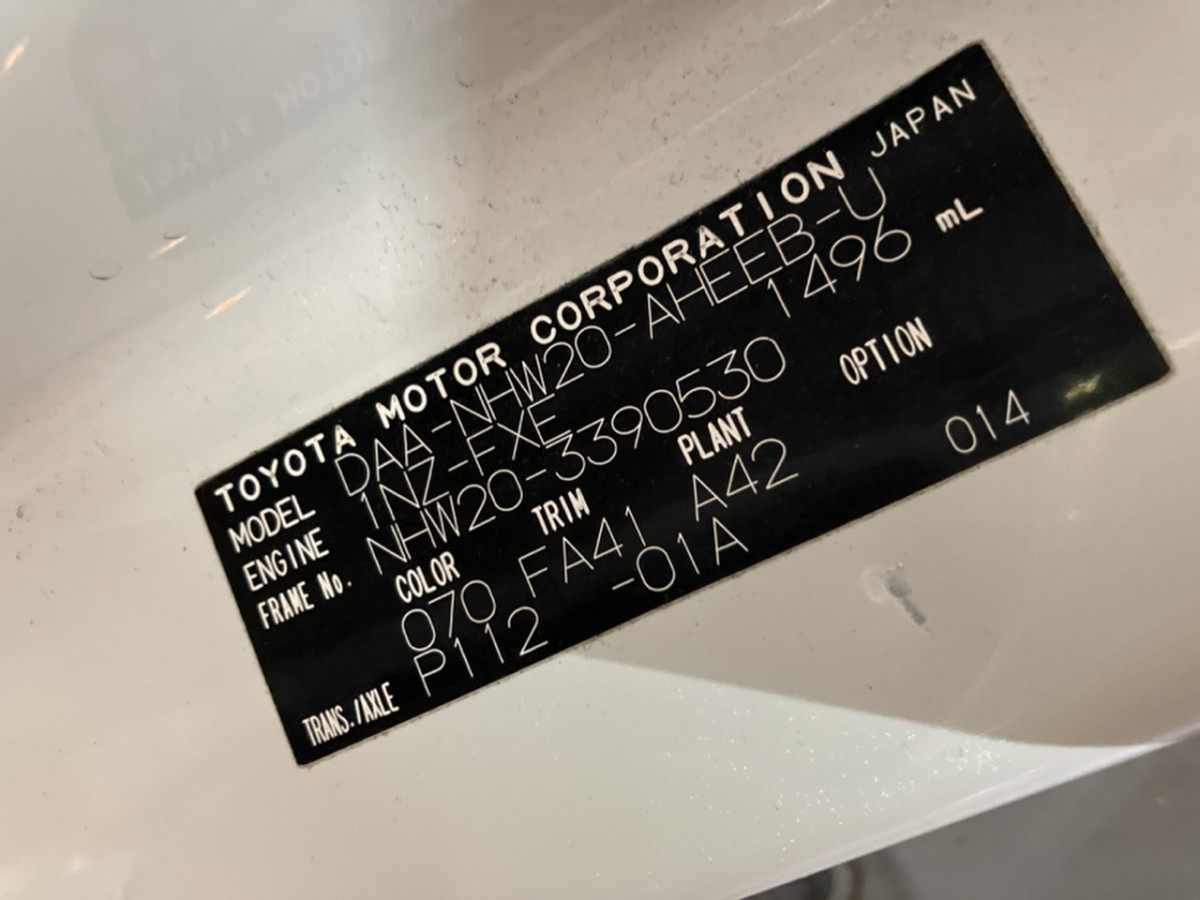 TOYOTA MOTOR CORPORATION JAPAN
MODEL DAA-NHW20-AHEEB-U
ENGINE 1NZ-FXE 1496 mL
FRAME No. NHW20-3390530
COLOR TRIM PLANT OPTION
070 FA41 A42 014
TRANS./AXLE P112 -01A